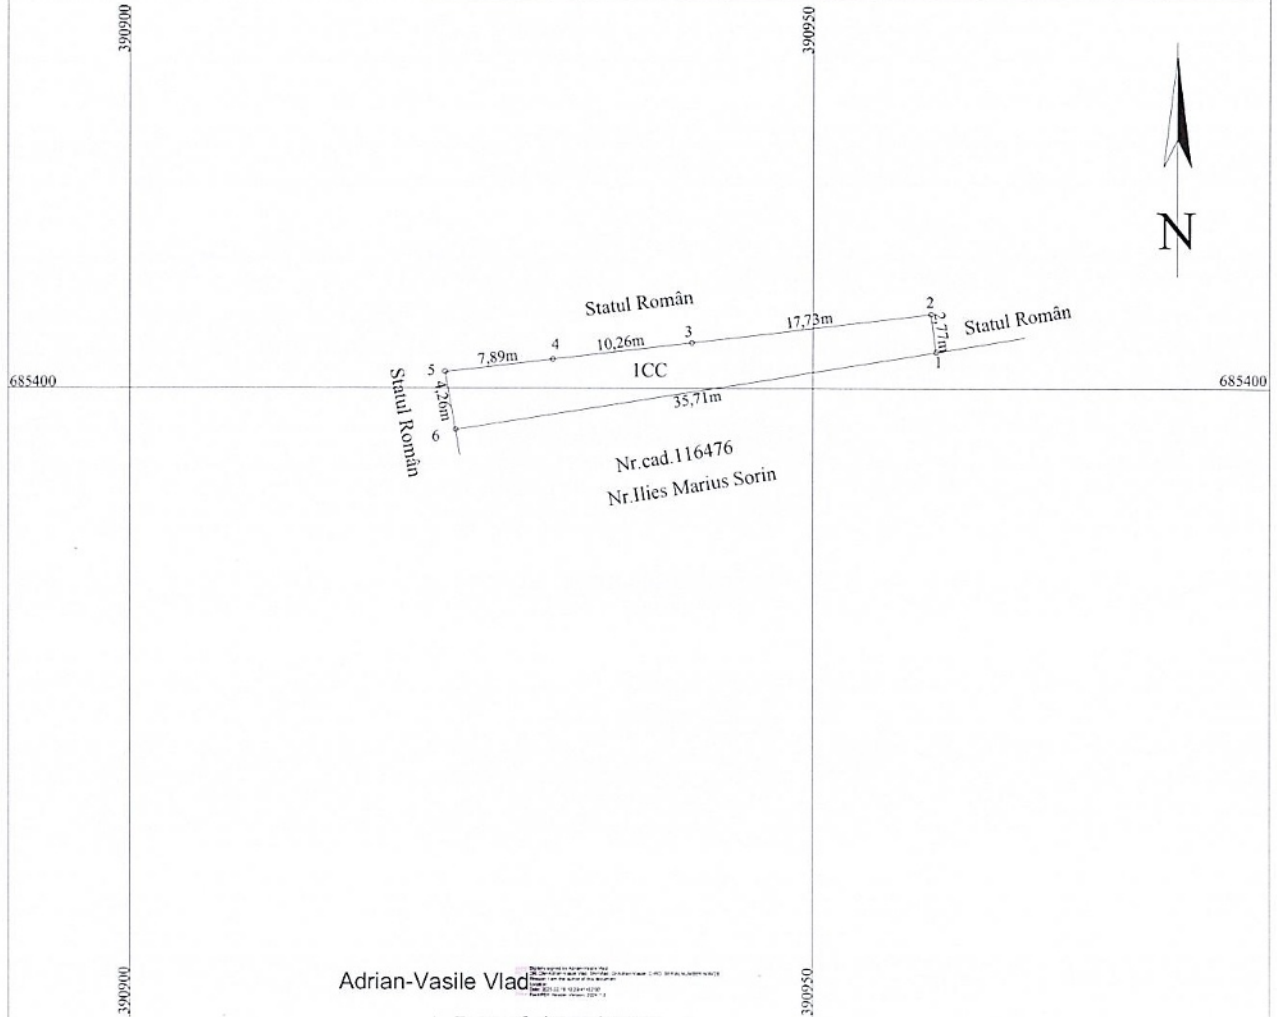 390900
390950
N
Statul Român
2
17,73m
2,77m
Statul Român
3
4
10,26m
7,89m
1
5
1CC
685400
685400
4,26m
35,71m
Statul Român
6
Nr.cad.116476
Nr.Ilies Marius Sorin
390900
390950
Adrian-Vasile Vlad